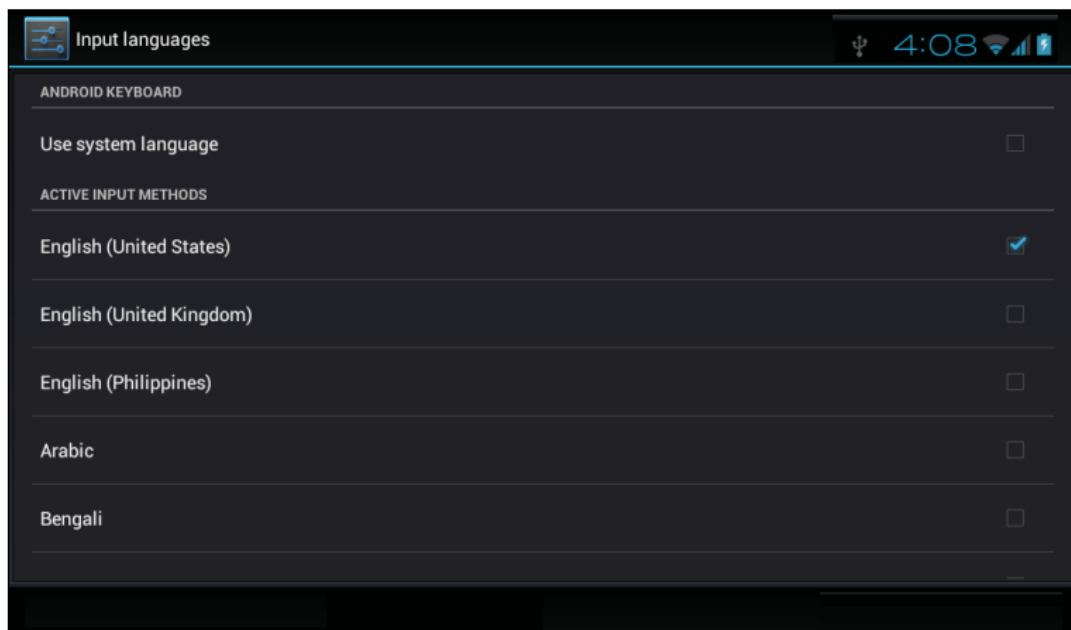 Input languages
4:08
ANDROID KEYBOARD
Use system language
ACTIVE INPUT METHODS
English (United States)
English (United Kingdom)
English (Philippines)
Arabic
Bengali